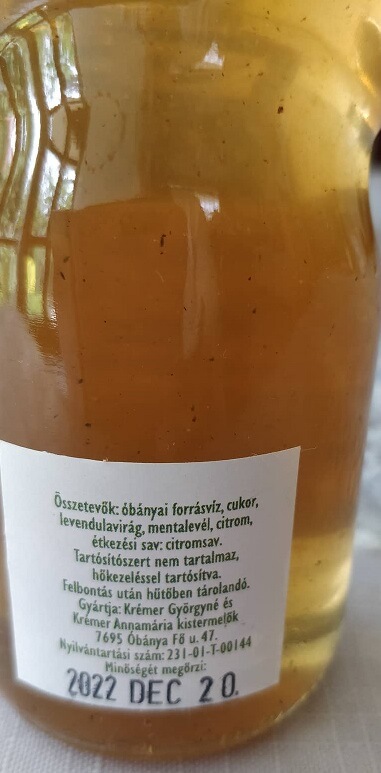 Összetevők: óbányai forrásvíz, cukor,
levendulavirág, mentalevél, citrom,
étkezési sav: citromsav.
Tartósítószert nem tartalmaz,
hőkezeléssel tartósítva.
Felbontás után hűtőben tárolandó.
Gyártja: Krémer Györgyné és
Krémer Annamária kistermelők
7695 Óbánya Fő u. 47.
Nyilvántartási szám: 231-01-T-00144
Minőségét megőrzi:
2022 DEC 20.